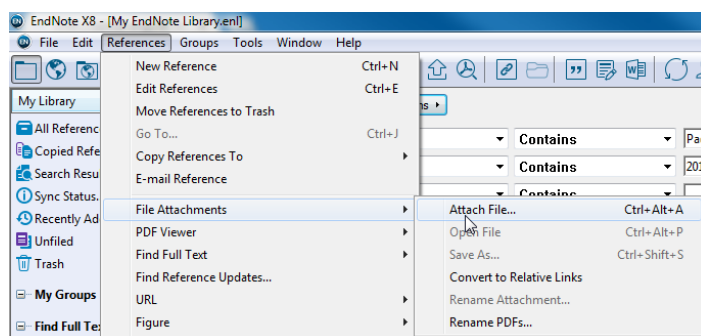 EndNote X8 - [My EndNote Library.enl]
File Edit References Groups Tools Window Help
New Reference Ctrl+N
Edit References Ctrl+E
Move References to Trash
Go To... Ctrl+J
Copy References To
E-mail Reference
File Attachments
PDF Viewer
Find Full Text
Find Reference Updates...
URL
Figure
My Library
All Referenc
Copied Refe
Search Resu
Sync Status.
Recently Ad
Unfiled
Trash
My Groups
Find Full Te
ns
Contains Pa
Contains 201
Contains
Attach File... Ctrl+Alt+A
Open File Ctrl+Alt+P
Save As... Ctrl+Shift+S
Convert to Relative Links
Rename Attachment...
Rename PDFs...